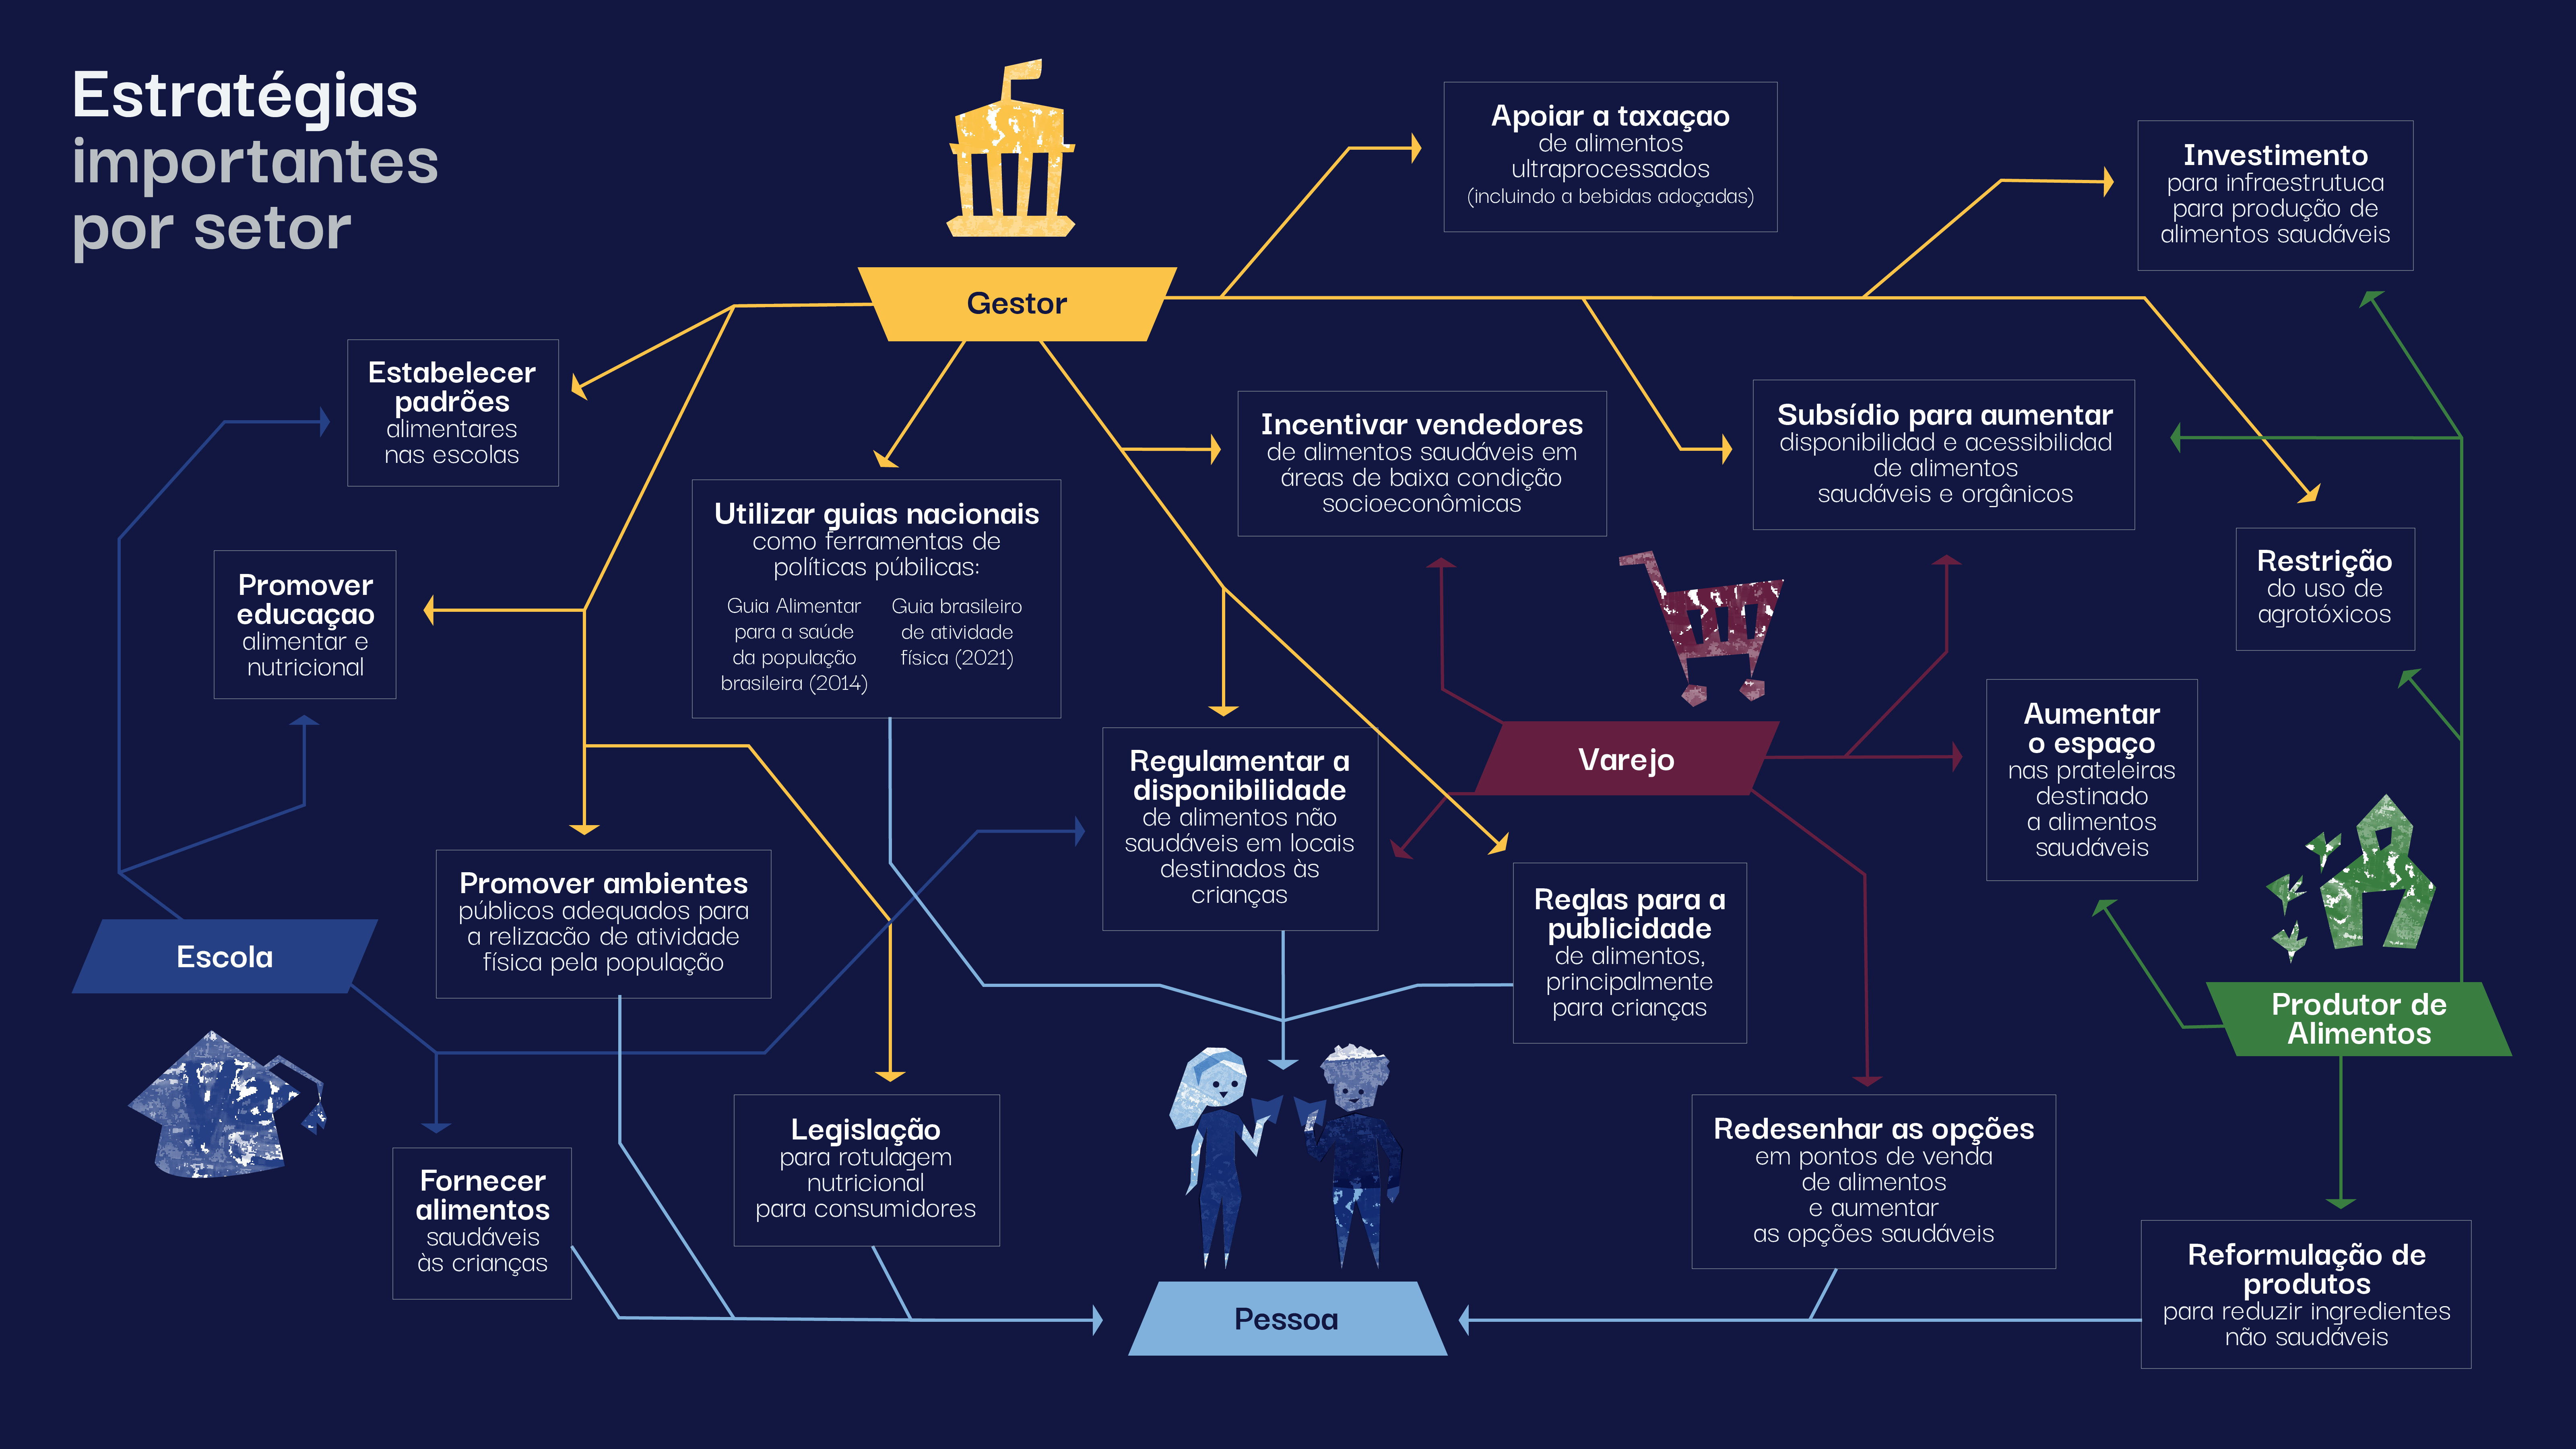 Estratégias
importantes
por setor
Gestor
Apoiar a taxaçao
de alimentos
ultraprocessados
(incluindo a bebidas adoçadas)
Investimento
para infraestrutuca
para produção de
alimentos saudáveis
Estabelecer
padrões
alimentares
nas escolas
Utilizar guias nacionais
como ferramentas de
políticas púbilicas:
Guia Alimentar
para a saúde
da população
brasileira (2014)
Guia brasileiro
de atividade
física (2021)
Incentivar vendedores
de alimentos saudáveis em
áreas de baixa condição
socioeconômicas
Subsídio para aumentar
disponibilidad e acessibilidad
de alimentos
saudáveis e orgânicos
Restrição
do uso de
agrotóxicos
Promover
educaçao
alimentar e
nutricional
Regulamentar a
disponibilidade
de alimentos não
saudáveis em locais
destinados às
crianças
Varejo
Aumentar
o espaço
nas prateleiras
destinado
a alimentos
saudáveis
Escola
Promover ambientes
públicos adequados para
a relizacão de atividade
física pela população
Reglas para a
publicidade
de alimentos,
principalmente
para crianças
Produtor de
Alimentos
Fornecer
alimentos
saudáveis
às crianças
Legislação
para rotulagem
nutricional
para consumidores
Redesenhar as opções
em pontos de venda
de alimentos
e aumentar
as opções saudáveis
Pessoa
Reformulação de
produtos
para reduzir ingredientes
não saudáveis